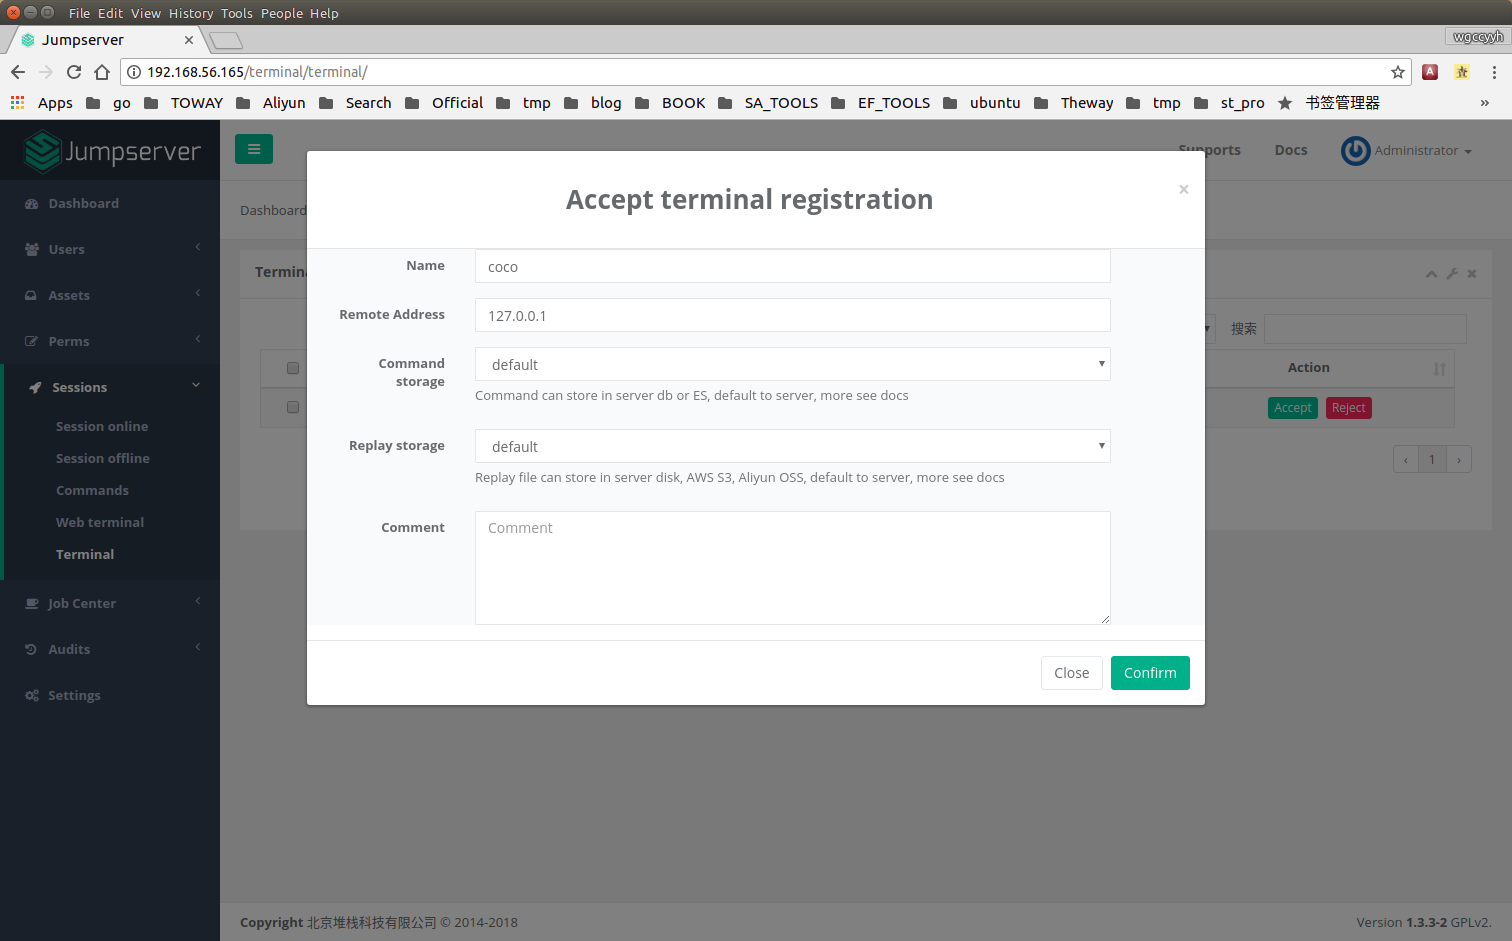 File Edit View History Tools People Help
Jumpserver
wgccyyh
192.168.56.165/terminal/terminal/
Apps go TOWAY Aliyun Search Official tmp blog BOOK SA_TOOLS EF_TOOLS ubuntu Theway tmp st_pro 书签管理器 »
Jumpserver
Supports Docs Administrator
Dashboard
Users
Assets
Perms
Sessions
Session online
Session offline
Commands
Web terminal
Terminal
Job Center
Audits
Settings
Dashboard
Termina
搜索
Action
Accept Reject
‹ 1 ›
Accept terminal registration
×
Name
coco
Remote Address
127.0.0.1
Command
storage
default
Command can store in server db or ES, default to server, more see docs
Replay storage
default
Replay file can store in server disk, AWS S3, Aliyun OSS, default to server, more see docs
Comment
Comment
Close Confirm
Copyright 北京堆栈科技有限公司 © 2014-2018
Version 1.3.3-2 GPLv2.